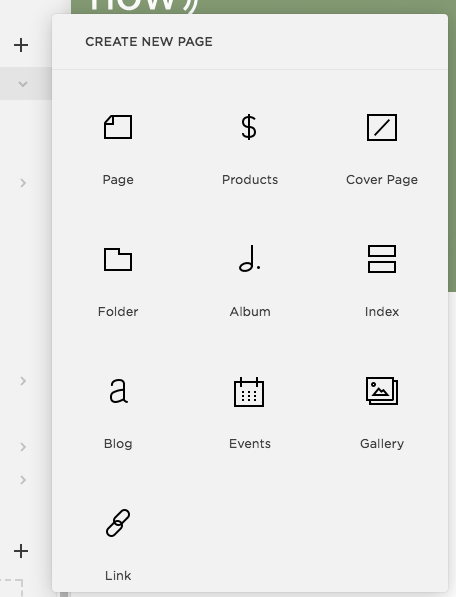 now))
CREATE NEW PAGE
Page Products Cover Page
Folder Album Index
Blog Events Gallery
Link